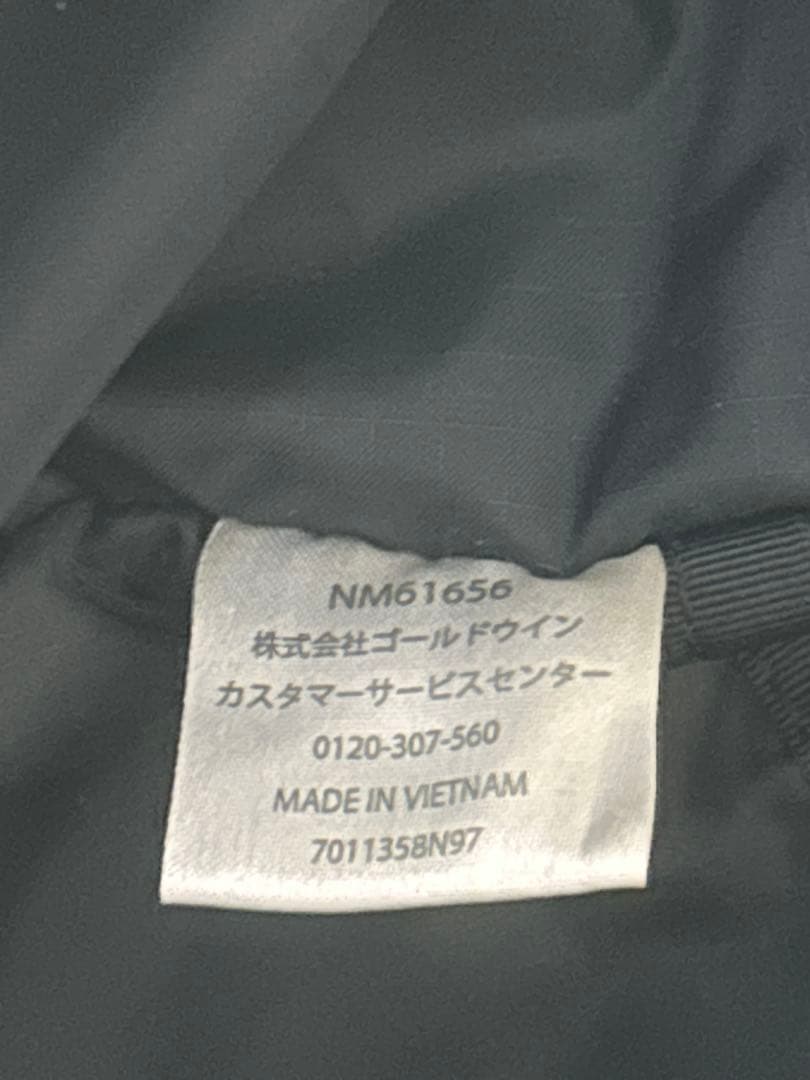 NM61656
株式会社ゴールドウイン
カスタマーサービスセンター
0120-307-560
MADE IN VIETNAM
7011358N97